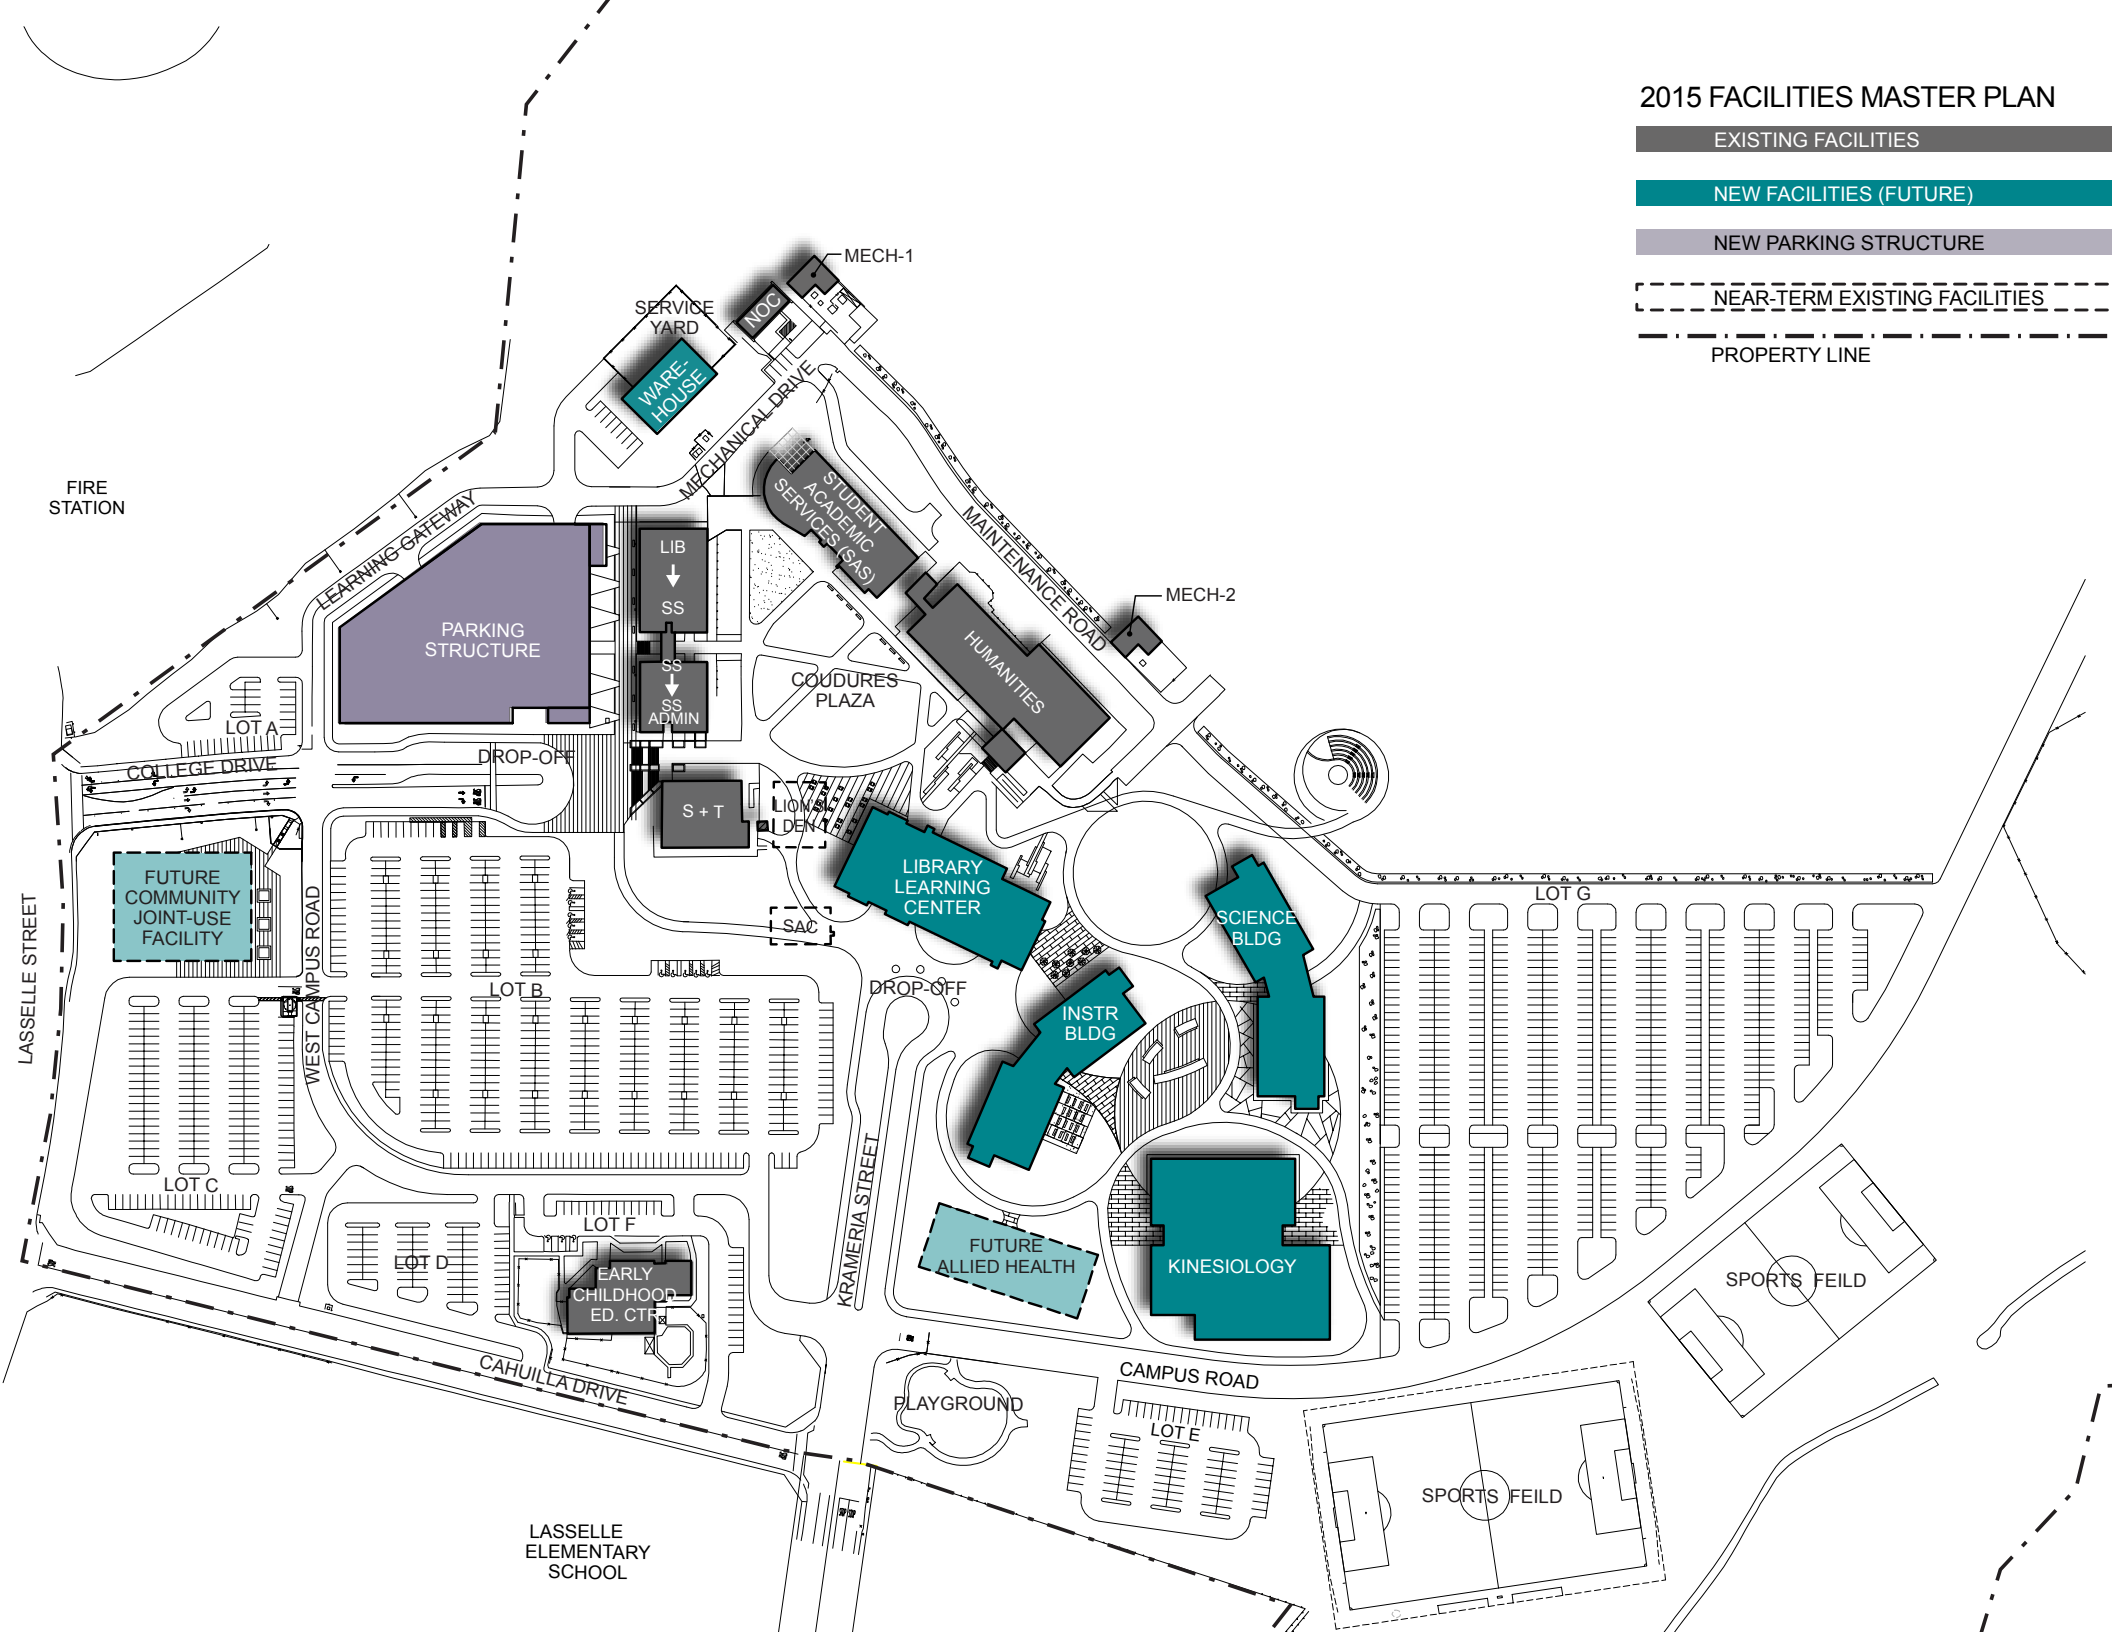 2015 FACILITIES MASTER PLAN
EXISTING FACILITIES
NEW FACILITIES (FUTURE)
NEW PARKING STRUCTURE
NEAR-TERM EXISTING FACILITIES
PROPERTY LINE
MECH-1
NOC
SERVICE
YARD
WARE-
HOUSE
MECHANICAL DRIVE
FIRE
STATION
LEARNING GATEWAY
STUDENT
ACADEMIC
SERVICES (SAS)
MAINTENANCE ROAD
MECH-2
LIB
SS
SS
SS
ADMIN
PARKING
STRUCTURE
HUMANITIES
COUDURES
PLAZA
LOT A
COLLEGE DRIVE
DROP-OFF
S + T
LION'S
DEN
LIBRARY
LEARNING
CENTER
SAC
FUTURE
COMMUNITY
JOINT-USE
FACILITY
LASSELLE STREET
WEST CAMPUS ROAD
LOT B
DROP-OFF
SCIENCE
BLDG
LOT G
INSTR
BLDG
LOT C
LOT F
LOT D
KRAMERIA STREET
FUTURE
ALLIED HEALTH
KINESIOLOGY
EARLY
CHILDHOOD
ED. CTR
SPORTS FEILD
CAHUILLA DRIVE
CAMPUS ROAD
PLAYGROUND
LOT E
SPORTS FEILD
LASSELLE
ELEMENTARY
SCHOOL